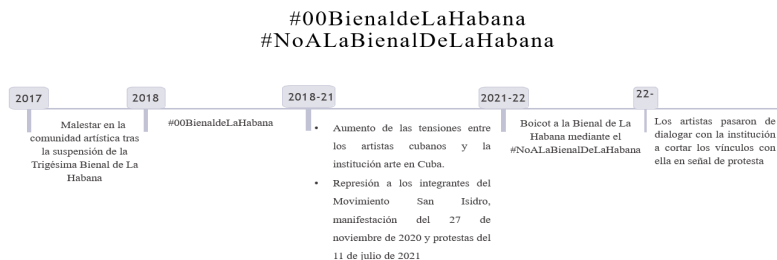 #00BienaldeLaHabana
#NoALaBienalDeLaHabana
2017
Malestar en la
comunidad artística tras
la suspensión de la
Trigésima Bienal de La
Habana
2018
#00BienaldeLaHabana
2018-21
• Aumento de las tensiones entre
los artistas cubanos y la
institución arte en Cuba.
• Represión a los integrantes del
Movimiento San Isidro,
manifestación del 27 de
noviembre de 2020 y protestas del
11 de julio de 2021
2021-22
Boicot a la Bienal de La
Habana mediante el
#NoALaBienalDeLaHabana
22-
Los artistas pasaron de
dialogar con la institución
a cortar los vínculos con
ella en señal de protesta